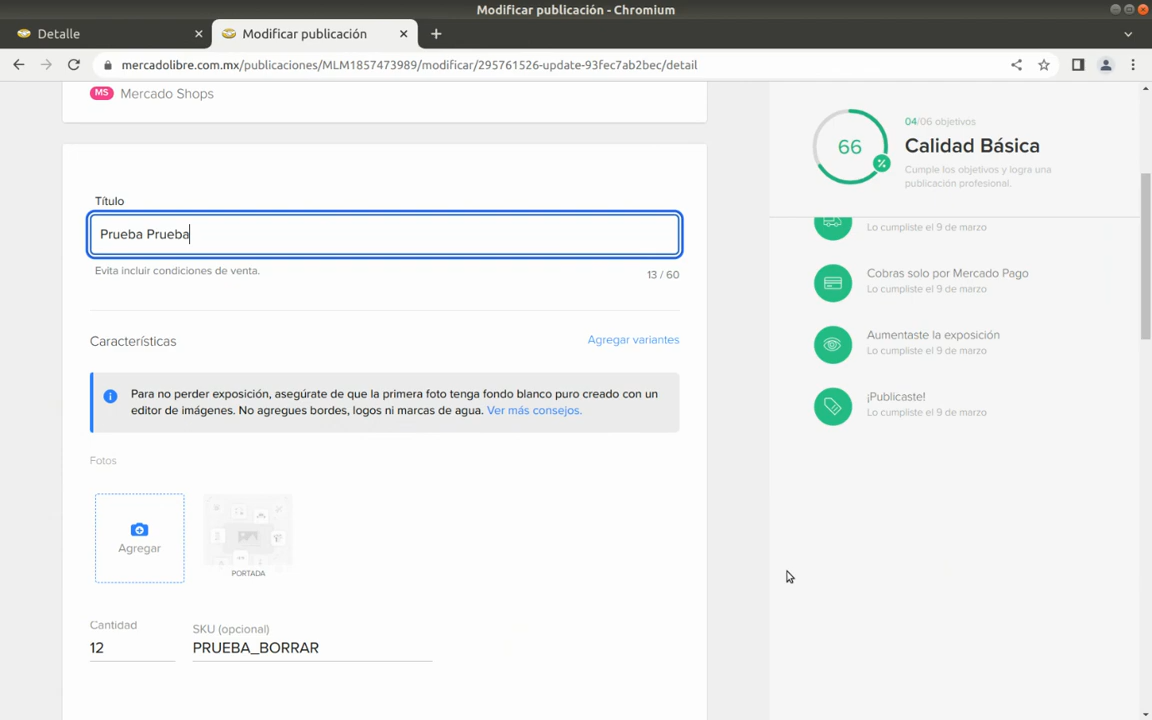 Modificar publicación - Chromium
Detalle
Modificar publicación
mercadolibre.com.mx/publicaciones/MLM1857473989/modificar/295761526-update-93fec7ab2bec/detail
MS Mercado Shops
Título
Prueba Prueba
Evita incluir condiciones de venta.
13 / 60
Características
Agregar variantes
Para no perder exposición, asegúrate de que la primera foto tenga fondo blanco puro creado con un
editor de imágenes. No agregues bordes, logos ni marcas de agua. Ver más consejos.
Fotos
Agregar
PORTADA
Cantidad
12
SKU (opcional)
PRUEBA_BORRAR
66
04/06 objetivos
Calidad Básica
Cumple los objetivos y logra una
publicación profesional.
Lo cumpliste el 9 de marzo
Cobras solo por Mercado Pago
Lo cumpliste el 9 de marzo
Aumentaste la exposición
Lo cumpliste el 9 de marzo
¡Publicaste!
Lo cumpliste el 9 de marzo